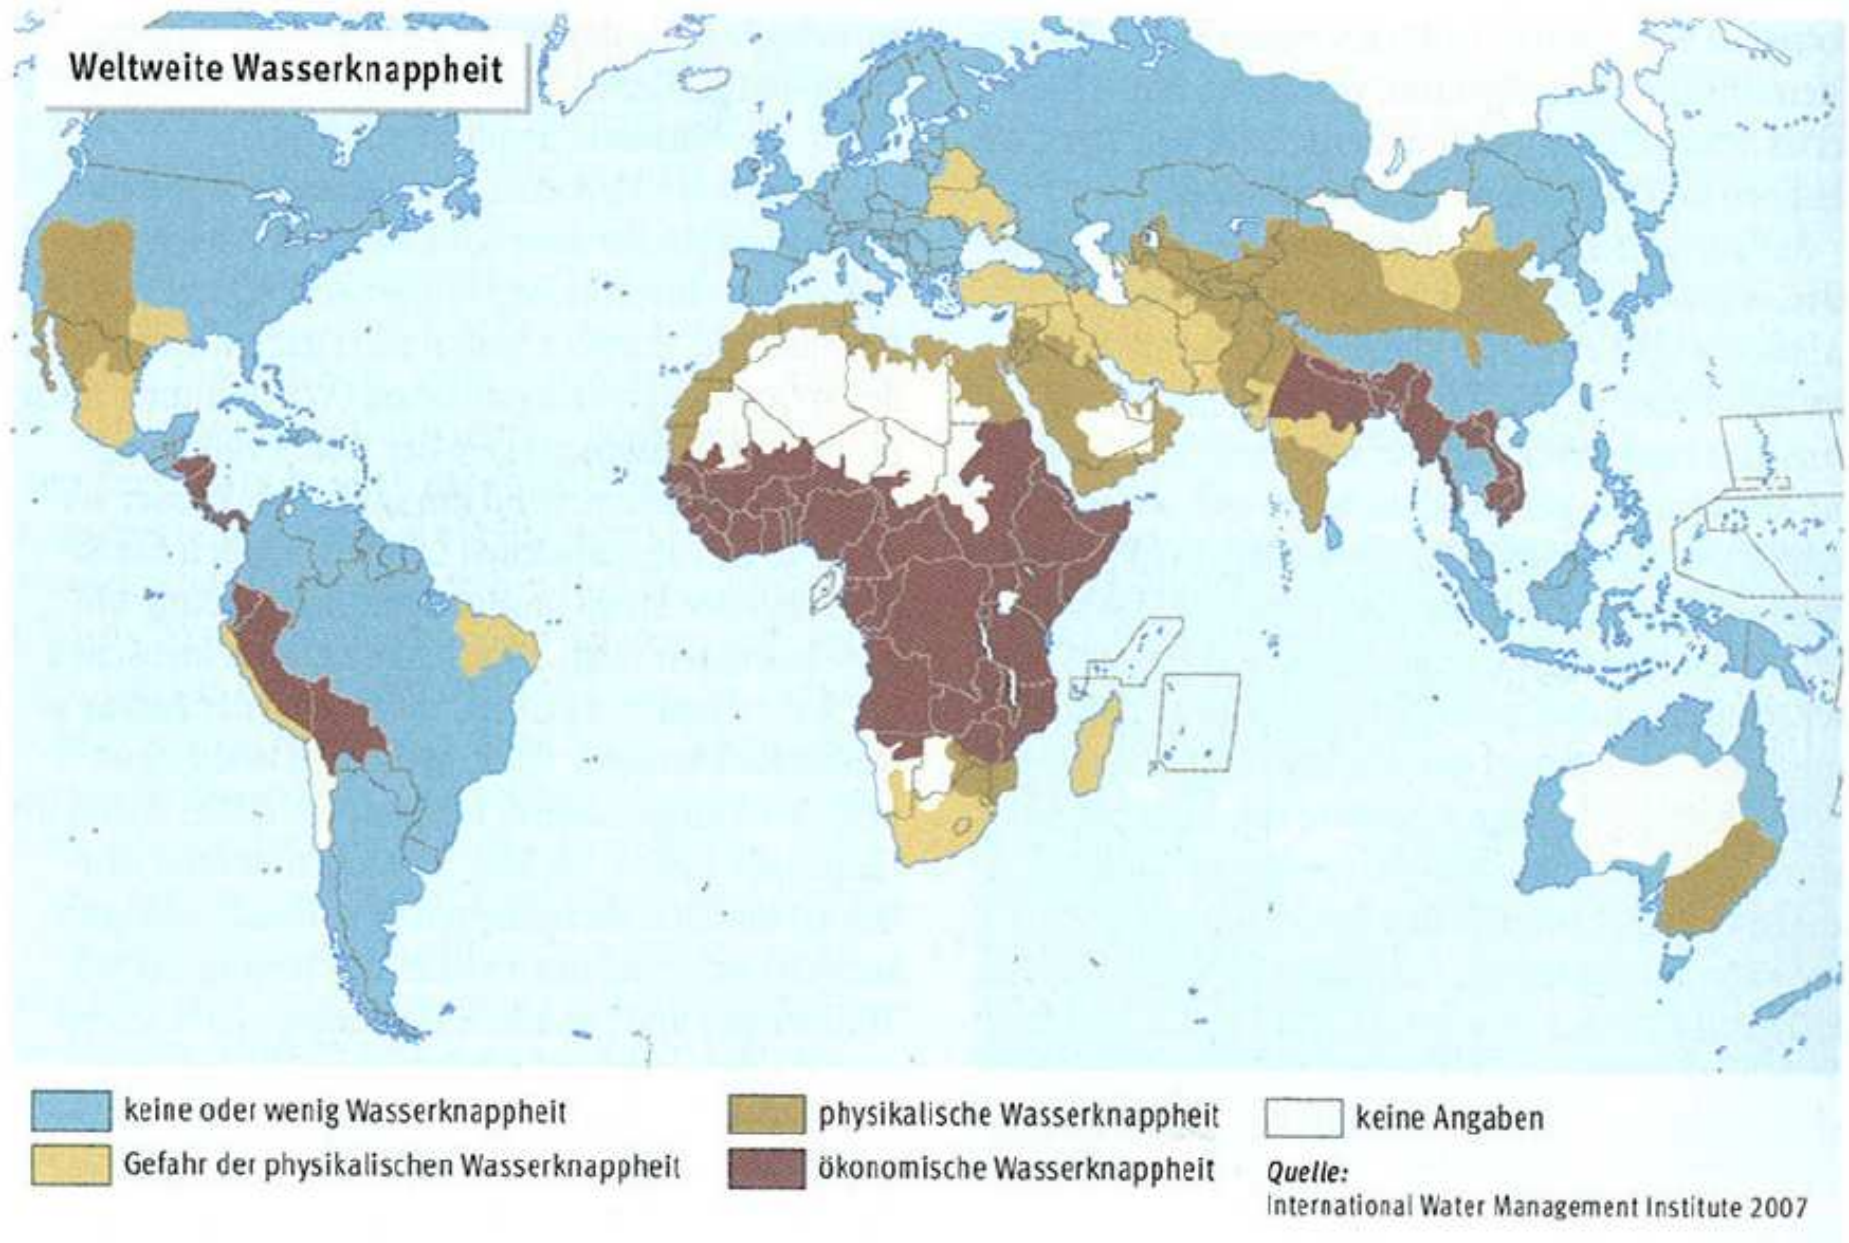 Weltweite Wasserknappheit
keine oder wenig Wasserknappheit
Gefahr der physikalischen Wasserknappheit
physikalische Wasserknappheit
ökonomische Wasserknappheit
keine Angaben
Quelle:
International Water Management Institute 2007